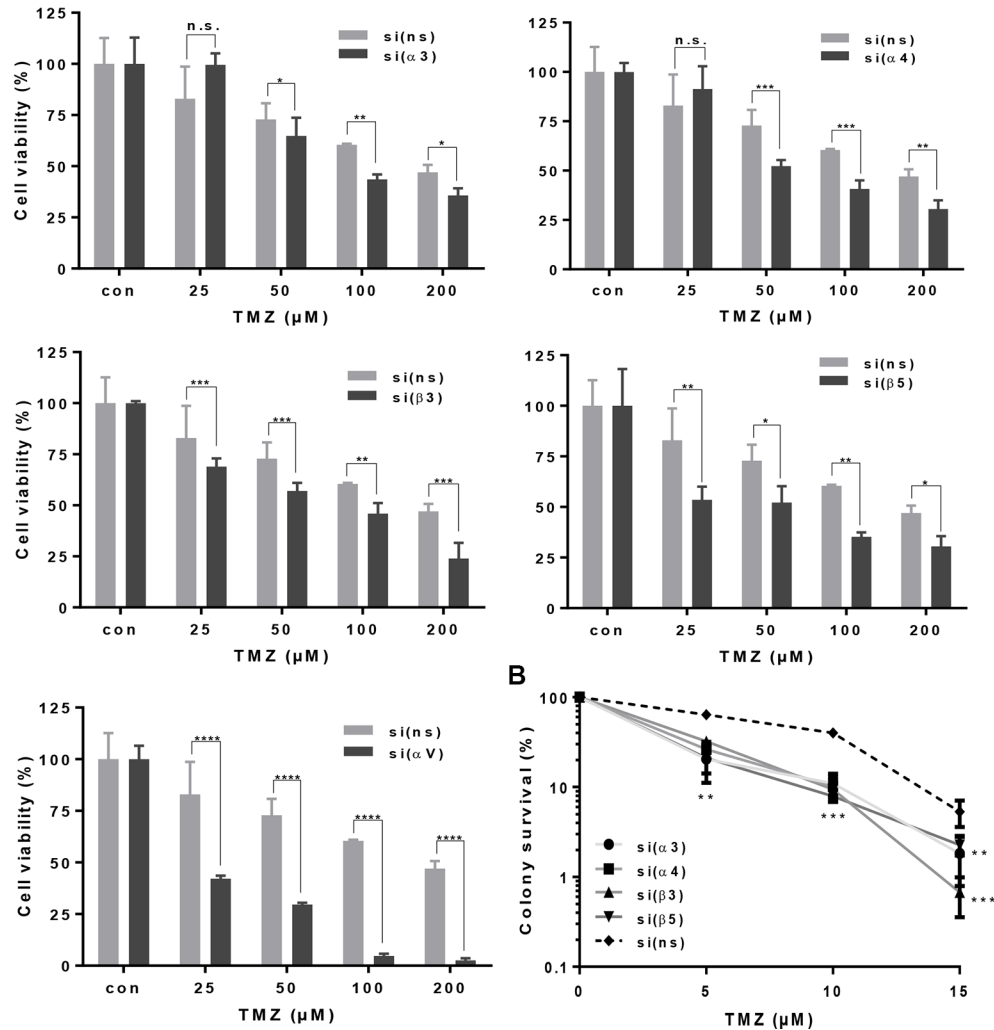 125
100
75
50
25
0
Cell viability (%)
n.s.
*
**
*
si(ns)
si(α3)
con 25 50 100 200
TMZ (µM)
125
100
75
50
25
0
n.s.
***
***
**
si(ns)
si(α4)
con 25 50 100 200
TMZ (µM)
125
100
75
50
25
0
Cell viability (%)
***
***
**
***
si(ns)
si(β3)
con 25 50 100 200
TMZ (µM)
125
100
75
50
25
0
**
*
**
*
si(ns)
si(β5)
con 25 50 100 200
TMZ (µM)
125
100
75
50
25
0
Cell viability (%)
****
****
****
****
si(ns)
si(αV)
con 25 50 100 200
TMZ (µM)
B
100
10
1
0.1
Colony survival (%)
**
***
**
***
si(α3)
si(α4)
si(β3)
si(β5)
si(ns)
0 5 10 15
TMZ (µM)